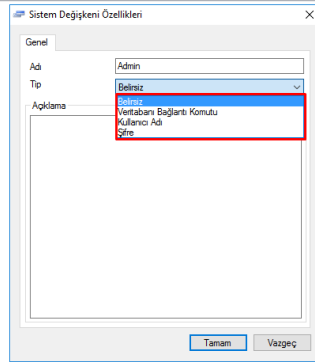 Sistem Değişkeni Özellikleri
Genel
Adı Admin
Tip Belirsiz
Belirsiz
Veritabanı Bağlantı Komutu
Kullanıcı Adı
Şifre
Açıklama
Tamam Vazgeç